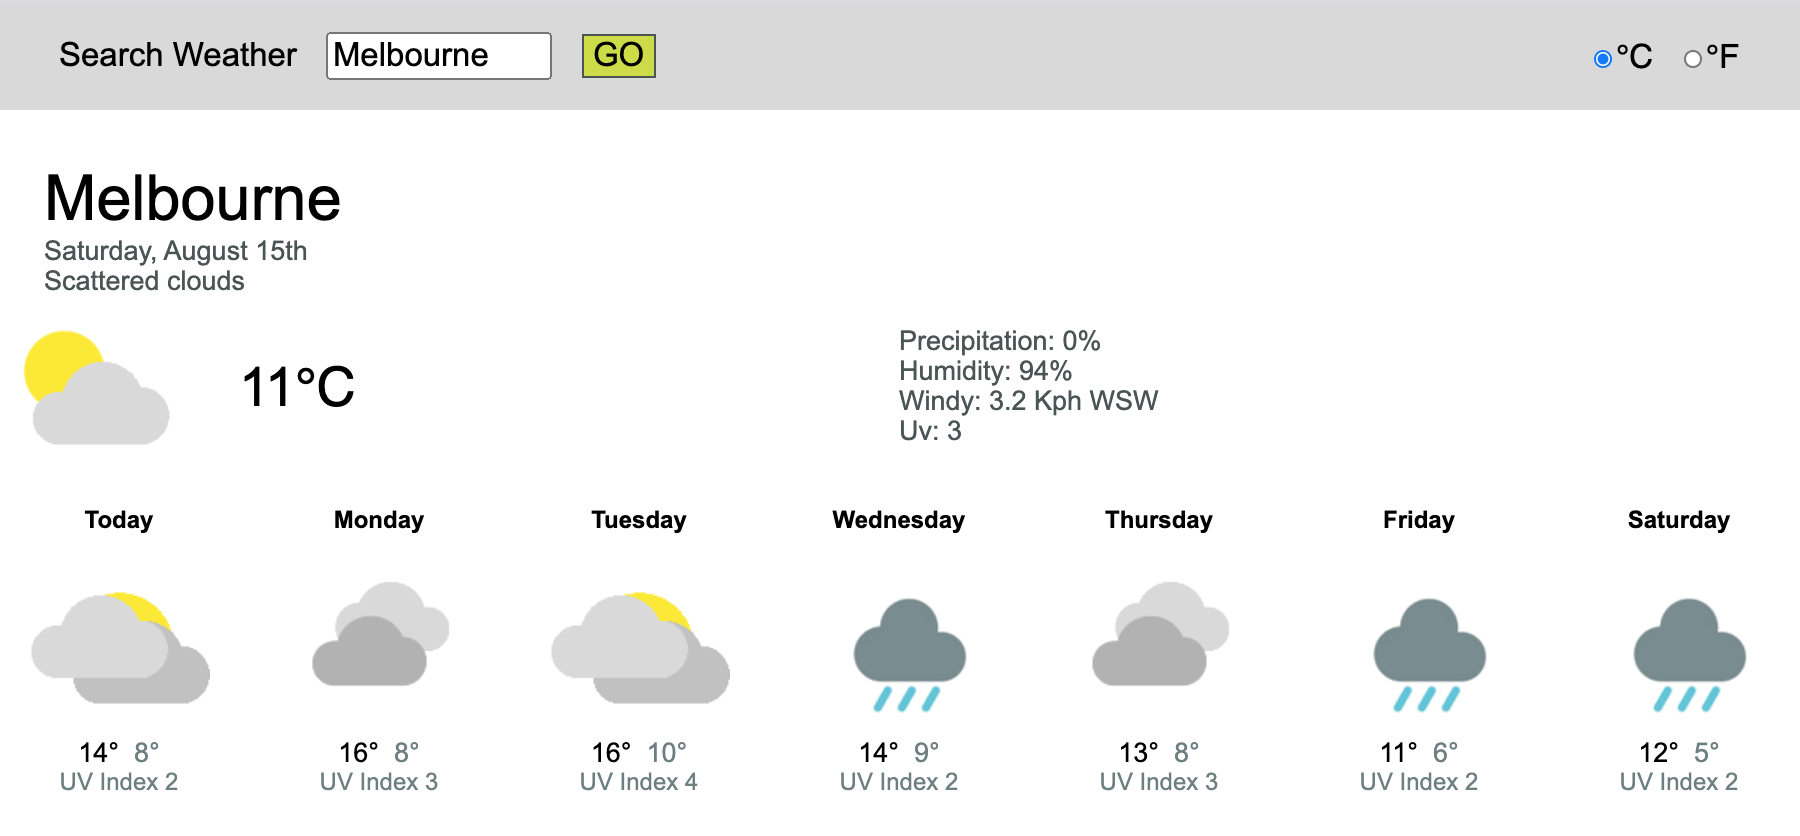 Search Weather Melbourne GO °C °F
Melbourne
Saturday, August 15th
Scattered clouds
11°C
Precipitation: 0%
Humidity: 94%
Windy: 3.2 Kph WSW
Uv: 3
Today Monday Tuesday Wednesday Thursday Friday Saturday
14° 8° 16° 8° 16° 10° 14° 9° 13° 8° 11° 6° 12° 5°
UV Index 2 UV Index 3 UV Index 4 UV Index 2 UV Index 3 UV Index 2 UV Index 2